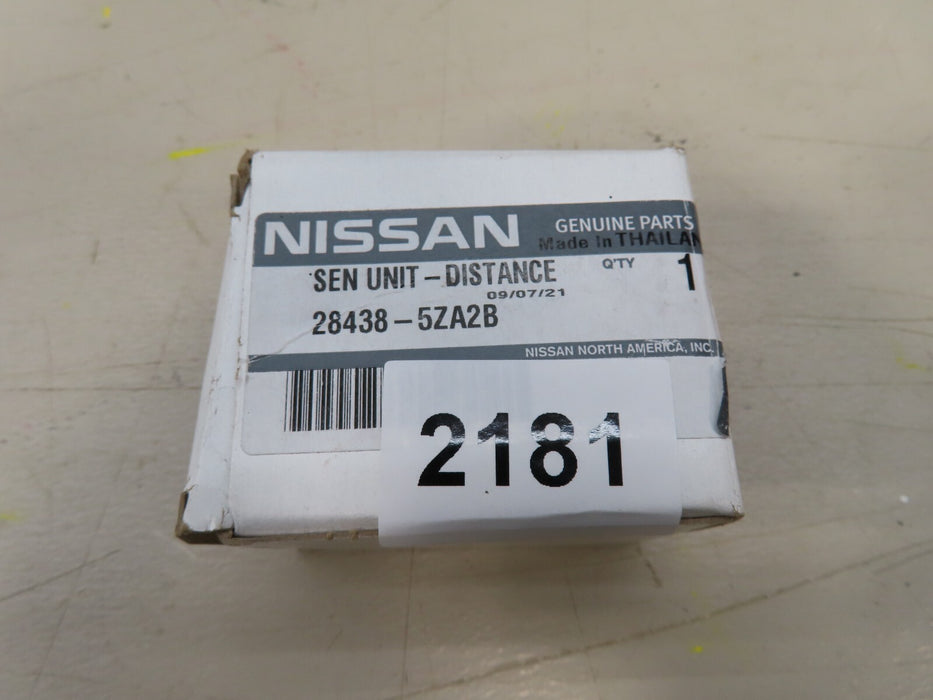 NISSAN GENUINE PARTS
Made In THAILAN
SEN UNIT – DISTANCE Q'TY 1
09/07/21
28438 – 5ZA2B
NISSAN NORTH AMERICA, INC.
2181